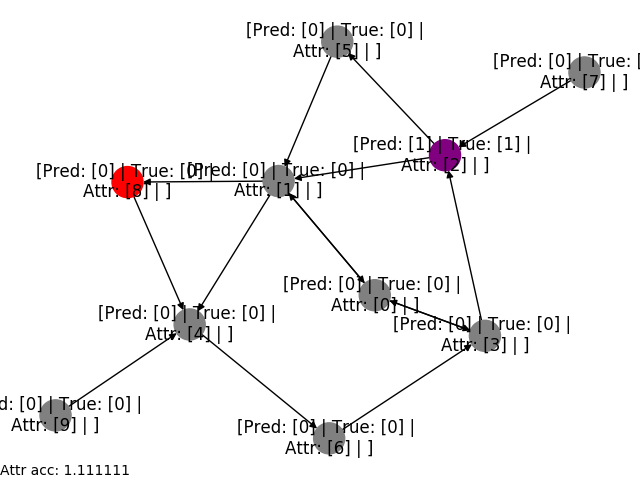 [Pred: [0] | True: [0] |
Attr: [5] | ]
[Pred: [0] | True: [
Attr: [7] | ]
[Pred: [1] | True: [1] |
Attr: [2] | ]
[Pred: [0] | True: [0] |
Attr: [8] | ]
[Pred: [0] | True: [0] |
Attr: [1] | ]
[Pred: [0] | True: [0] |
Attr: [0] | ]
[Pred: [0] | True: [0] |
Attr: [4] | ]
[Pred: [0] | True: [0] |
Attr: [3] | ]
d: [0] | True: [0] |
Attr: [9] | ]
[Pred: [0] | True: [0] |
Attr: [6] | ]
Attr acc: 1.111111